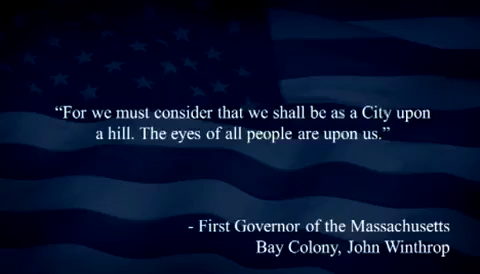 “For we must consider that we shall be as a City upon
a hill. The eyes of all people are upon us.”
- First Governor of the Massachusetts
Bay Colony, John Winthrop